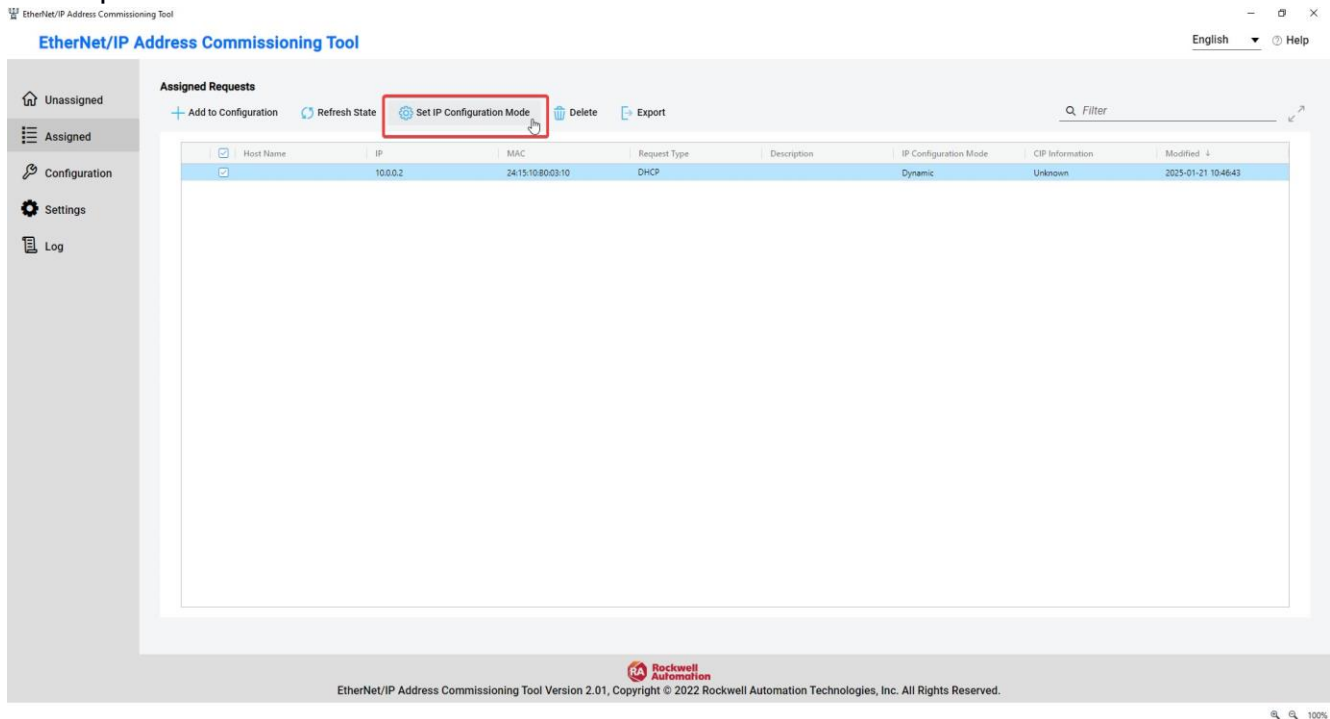 EtherNet/IP Address Commissioning Tool
EtherNet/IP Address Commissioning Tool
English
Help
Unassigned
Assigned
Configuration
Settings
Log
Assigned Requests
Add to Configuration Refresh State Set IP Configuration Mode Delete Export Filter
Host Name IP MAC Request Type Description IP Configuration Mode CIP Information Modified
10.0.0.2 24:15:10:80:03:10 DHCP Dynamic Unknown 2025-01-21 10:46:43
RA Rockwell Automation
EtherNet/IP Address Commissioning Tool Version 2.01, Copyright © 2022 Rockwell Automation Technologies, Inc. All Rights Reserved.
100%